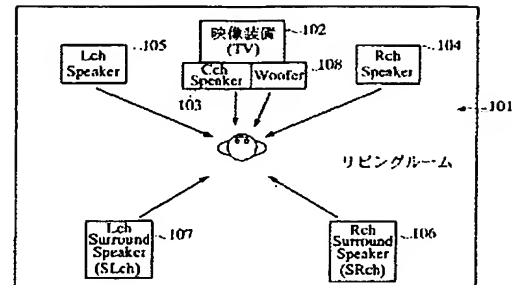 映像装備
(TV)
102
Lch
Speaker
105
Rch
Speaker
104
Cch
Speaker
Woofer
108
103
101
リビングルーム
Lch
Surround
Speaker
(SLch)
107
Rch
Surround
Speaker
(SRch)
106